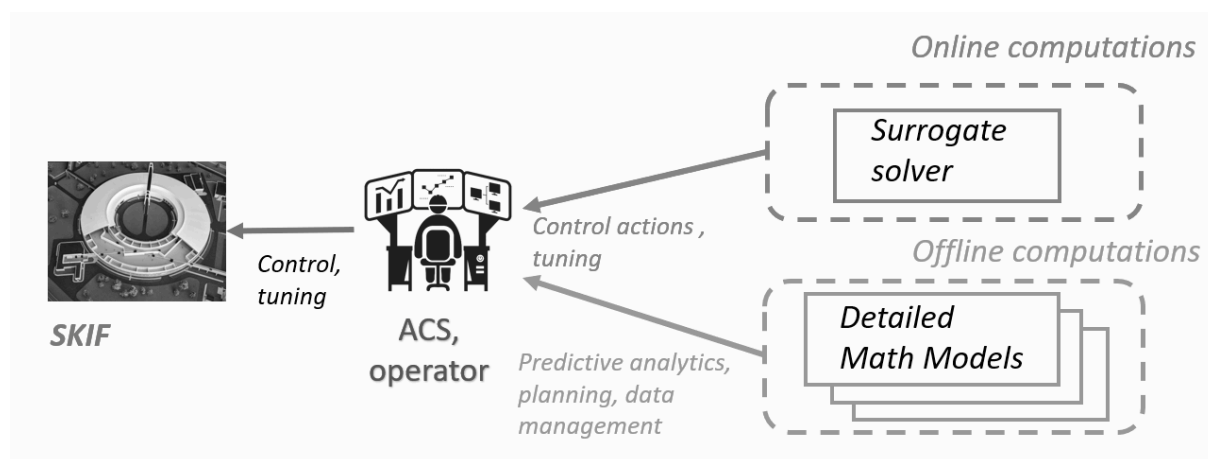 Online computations
Surrogate
solver
Control actions ,
tuning
Control,
tuning
SKIF
ACS,
operator
Offline computations
Detailed
Math Models
Predictive analytics,
planning, data
management